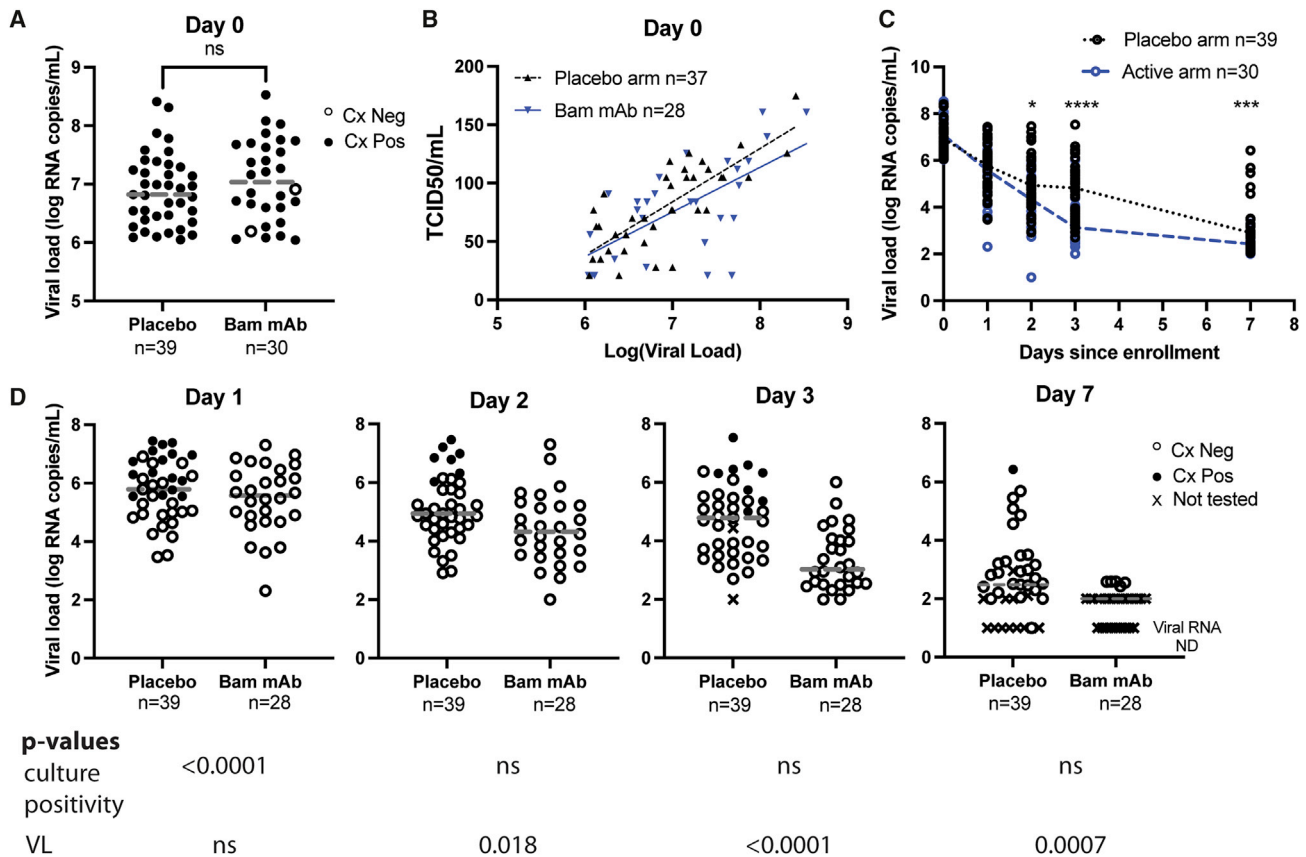 A
Day 0
ns
Viral load (log RNA copies/mL)
9
8
7
6
5
Cx Neg
Cx Pos
Placebo
n=39
Bam mAb
n=30
B
Day 0
TCID50/mL
200
150
100
50
0
Placebo arm n=37
Bam mAb n=28
5
6
7
8
9
Log(Viral Load)
C
Placebo arm n=39
Active arm n=30
Viral load (log RNA copies/mL)
10
8
6
4
2
0
*
****
***
0 1 2 3 4 5 6 7 8
Days since enrollment
D
Day 1
Viral load (log RNA copies/mL)
8
6
4
2
0
Placebo
n=39
Bam mAb
n=28
Day 2
8
6
4
2
0
Placebo
n=39
Bam mAb
n=28
Day 3
8
6
4
2
0
Placebo
n=39
Bam mAb
n=28
Day 7
8
6
4
2
0
Cx Neg
Cx Pos
Not tested
Viral RNA
ND
Placebo
n=39
Bam mAb
n=28
p-values
culture
positivity
<0.0001 ns ns ns
VL ns 0.018 <0.0001 0.0007